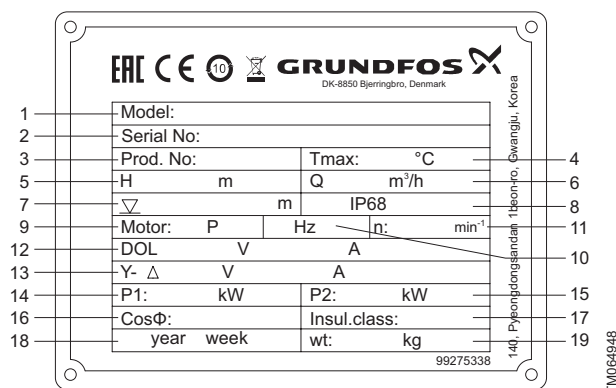 EAC CE 10 GRUNDFOS X
DK-8850 Bjerringbro, Denmark
1 Model:
2 Serial No:
3 Prod. No: Tmax: °C 4
5 H m Q m³/h 6
7 m IP68 8
9 Motor: P Hz n: min⁻¹ 11
10
12 DOL V A
13 Y- Δ V A
14 P1: kW P2: kW 15
16 CosΦ: Insul.class: 17
18 year week wt: kg 19
99275338
140, Pyeongdongsandan 1beon-ro, Gwangju, Korea
M064948